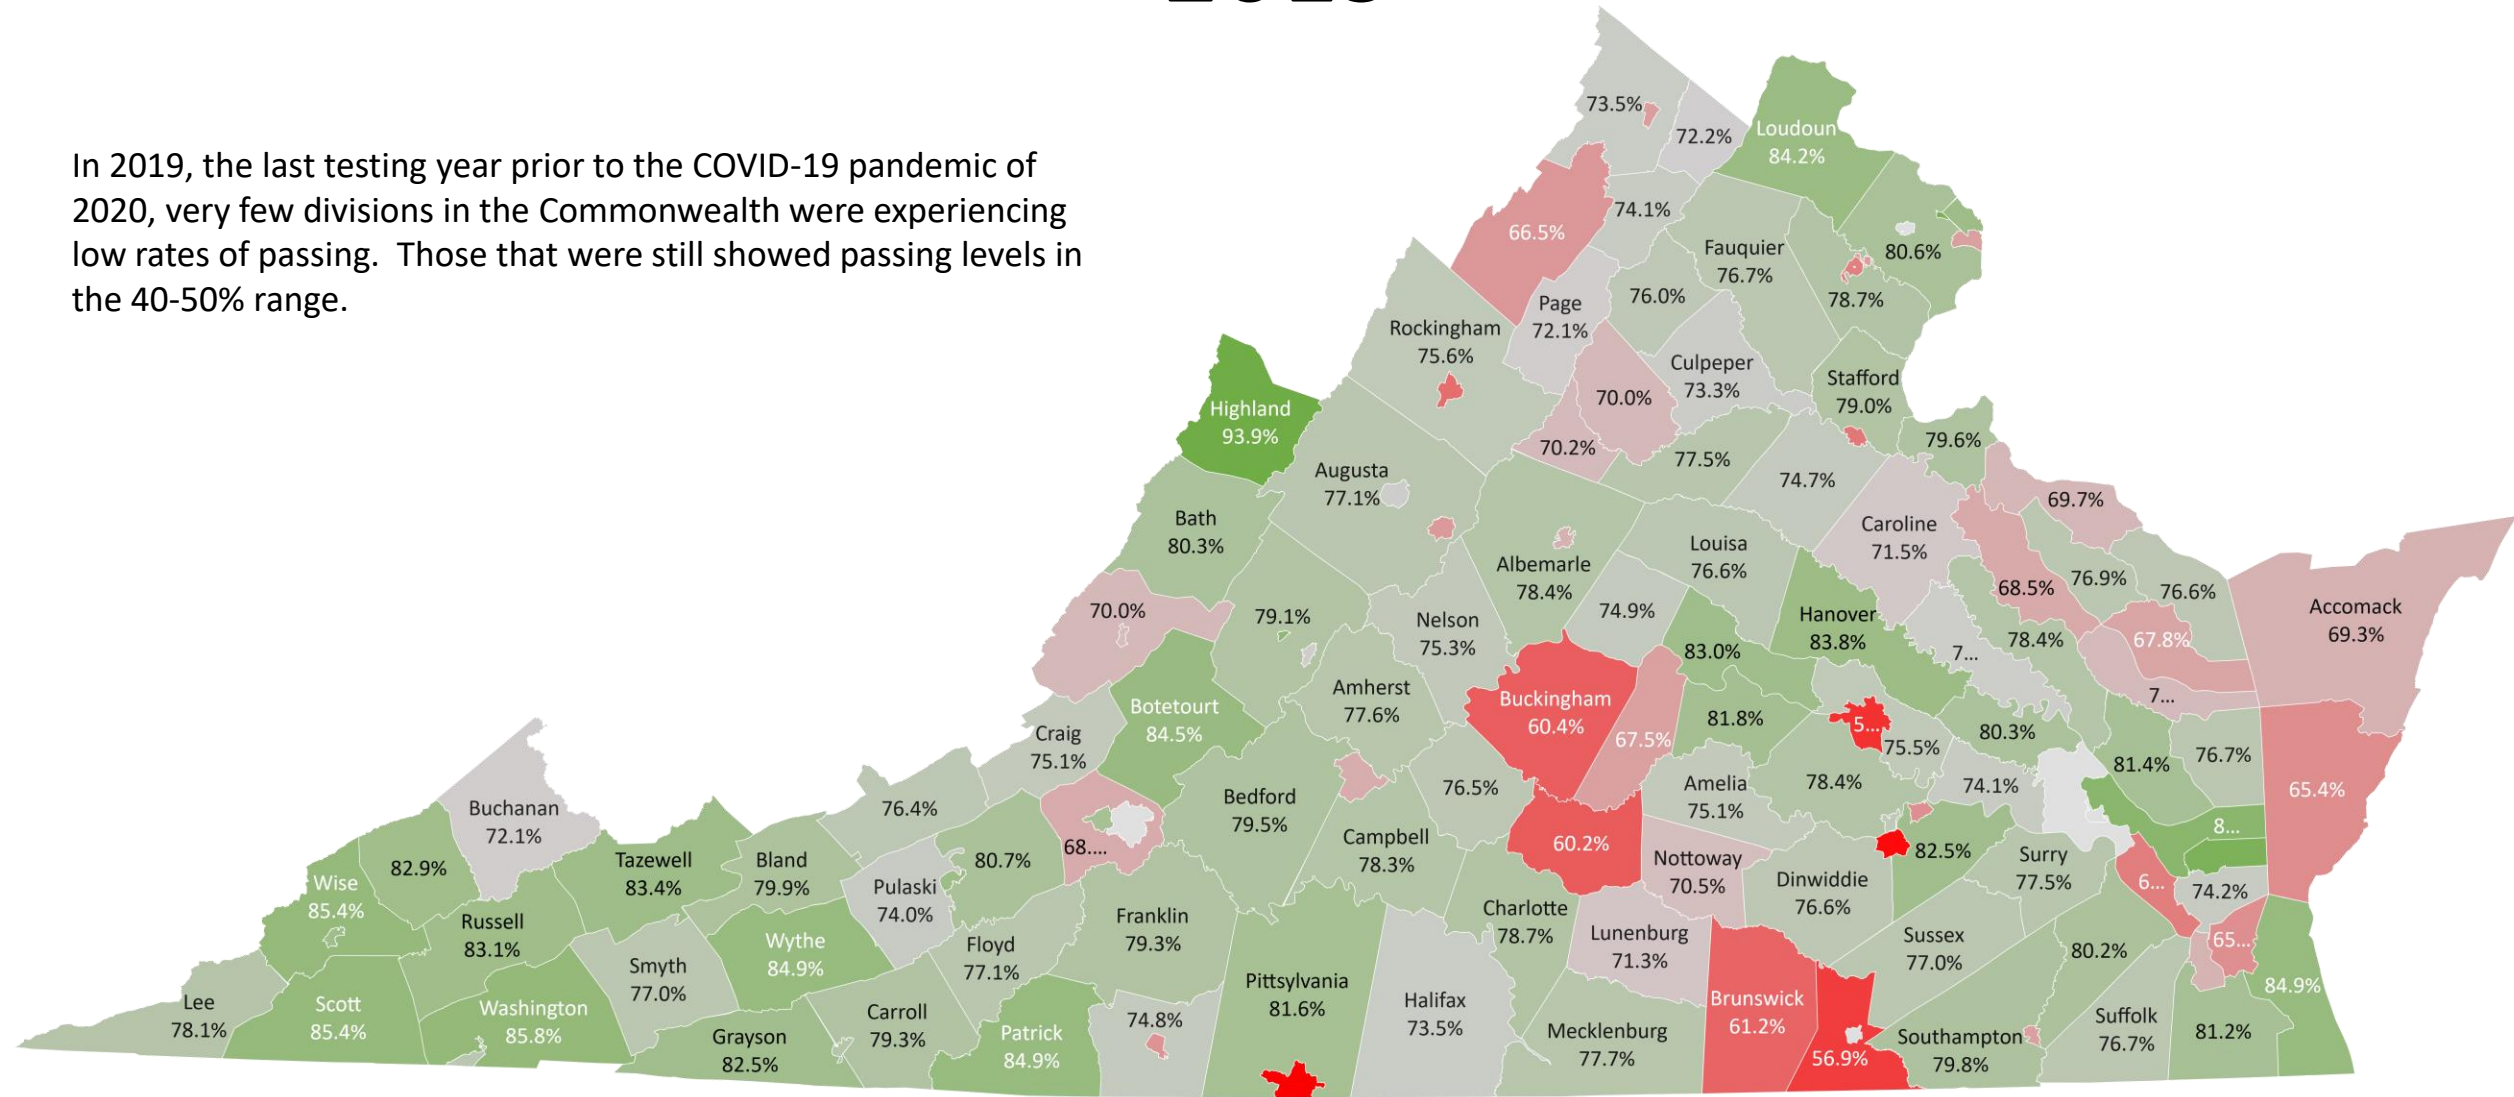 In 2019, the last testing year prior to the COVID-19 pandemic of
2020, very few divisions in the Commonwealth were experiencing
low rates of passing.  Those that were still showed passing levels in
the 40-50% range.
73.5%
72.2%
Loudoun
84.2%
66.5%
74.1%
Fauquier
76.7%
80.6%
78.7%
76.0%
Page
72.1%
Rockingham
75.6%
Culpeper
73.3%
Stafford
79.0%
70.0%
Highland
93.9%
70.2%
77.5%
79.6%
Augusta
77.1%
74.7%
69.7%
Bath
80.3%
Caroline
71.5%
Louisa
76.6%
Albemarle
78.4%
68.5%
76.9%
76.6%
70.0%
79.1%
Nelson
75.3%
74.9%
Hanover
83.8%
78.4%
67.8%
Accomack
69.3%
83.0%
7...
7...
Amherst
77.6%
Buckingham
60.4%
Botetourt
84.5%
Craig
75.1%
67.5%
81.8%
5...
75.5%
80.3%
76.7%
81.4%
65.4%
Amelia
75.1%
78.4%
74.1%
76.5%
Bedford
79.5%
76.4%
Buchanan
72.1%
8...
Campbell
78.3%
60.2%
82.5%
Surry
77.5%
68....
80.7%
Bland
79.9%
Tazewell
83.4%
82.9%
Wise
85.4%
Pulaski
74.0%
Nottoway
70.5%
Dinwiddie
76.6%
6...
74.2%
Russell
83.1%
Franklin
79.3%
Charlotte
78.7%
Lunenburg
71.3%
Sussex
77.0%
80.2%
65...
Wythe
84.9%
Floyd
77.1%
Smyth
77.0%
Pittsylvania
81.6%
Halifax
73.5%
Brunswick
61.2%
84.9%
Lee
78.1%
Scott
85.4%
Washington
85.8%
Grayson
82.5%
Carroll
79.3%
Patrick
84.9%
74.8%
Mecklenburg
77.7%
56.9%
Southampton
79.8%
Suffolk
76.7%
81.2%